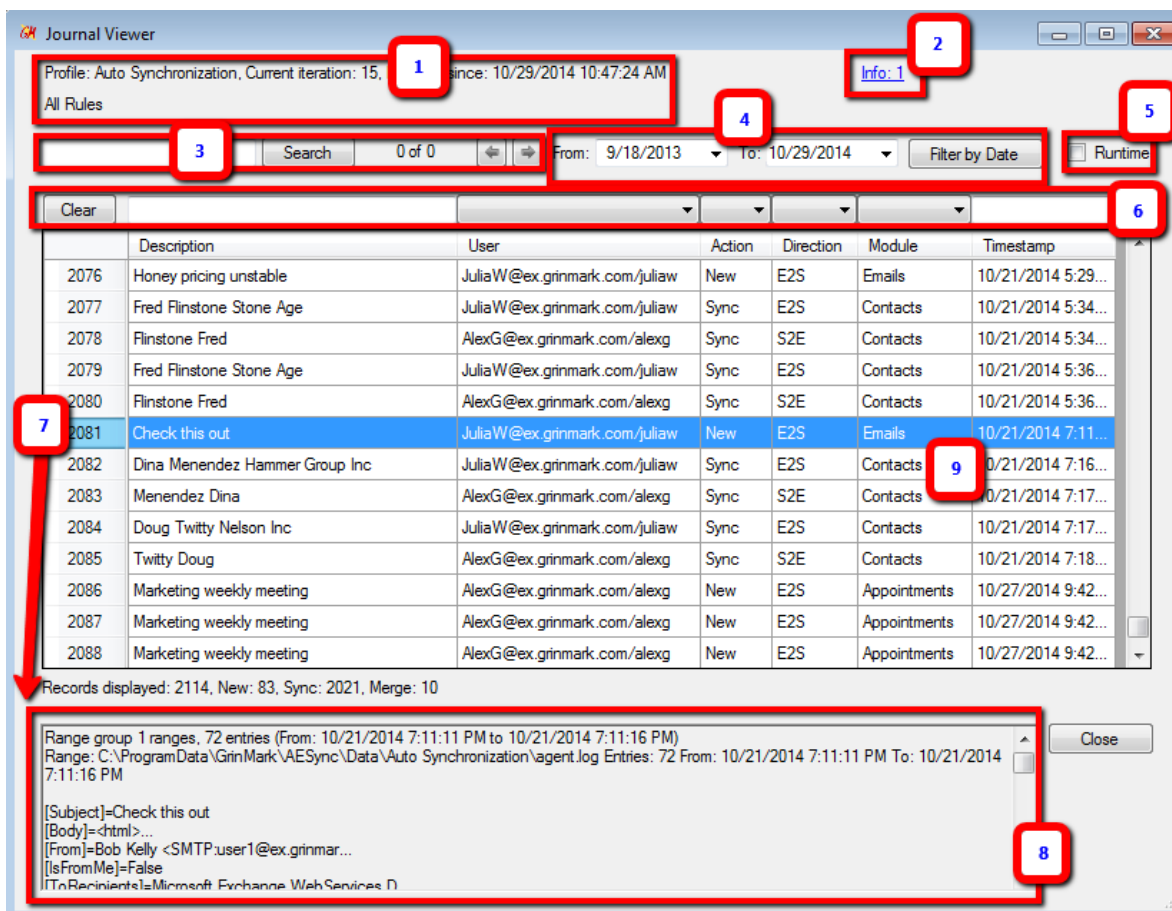 GM Journal Viewer
1
2
Profile: Auto Synchronization, Current iteration: 15, since: 10/29/2014 10:47:24 AM
Info: 1
All Rules
3
4
5
Search 0 of 0 From: 9/18/2013 To: 10/29/2014 Filter by Date Runtime
Clear
6
Description User Action Direction Module Timestamp
2076 Honey pricing unstable JuliaW@ex.grinmark.com/juliaw New E2S Emails 10/21/2014 5:29...
2077 Fred Flinstone Stone Age JuliaW@ex.grinmark.com/juliaw Sync E2S Contacts 10/21/2014 5:34...
2078 Flinstone Fred AlexG@ex.grinmark.com/alexg Sync S2E Contacts 10/21/2014 5:34...
2079 Fred Flinstone Stone Age JuliaW@ex.grinmark.com/juliaw Sync E2S Contacts 10/21/2014 5:36...
2080 Flinstone Fred AlexG@ex.grinmark.com/alexg Sync S2E Contacts 10/21/2014 5:36...
7
2081 Check this out JuliaW@ex.grinmark.com/juliaw New E2S Emails 10/21/2014 7:11...
2082 Dina Menendez Hammer Group Inc JuliaW@ex.grinmark.com/juliaw Sync E2S Contacts 10/21/2014 7:16...
9
2083 Menendez Dina AlexG@ex.grinmark.com/alexg Sync S2E Contacts 10/21/2014 7:17...
2084 Doug Twitty Nelson Inc JuliaW@ex.grinmark.com/juliaw Sync E2S Contacts 10/21/2014 7:17...
2085 Twitty Doug AlexG@ex.grinmark.com/alexg Sync S2E Contacts 10/21/2014 7:18...
2086 Marketing weekly meeting AlexG@ex.grinmark.com/alexg New E2S Appointments 10/27/2014 9:42...
2087 Marketing weekly meeting AlexG@ex.grinmark.com/alexg New E2S Appointments 10/27/2014 9:42...
2088 Marketing weekly meeting AlexG@ex.grinmark.com/alexg New E2S Appointments 10/27/2014 9:42...
Records displayed: 2114, New: 83, Sync: 2021, Merge: 10
Range group 1 ranges, 72 entries (From: 10/21/2014 7:11:11 PM to 10/21/2014 7:11:16 PM)
Close
Range: C:\ProgramData\GrinMark\AESync\Data\Auto Synchronization\agent.log Entries: 72 From: 10/21/2014 7:11:11 PM To: 10/21/2014
7:11:16 PM
[Subject]=Check this out
[Body]=<html>...
[From]=Bob Kelly <SMTP:user1@ex.grinmar...
8
[IsFromMe]=False
[ToRecipients]=Microsoft.Exchange.WebServices.D...